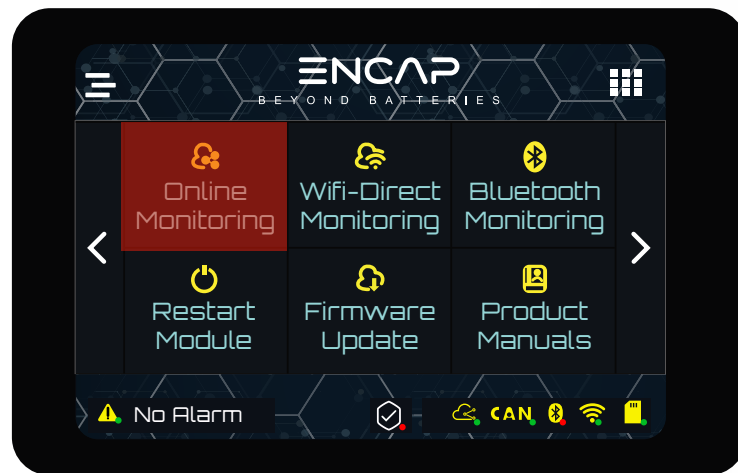 ENCAP
BEYOND BATTERIES
Online
Monitoring
Wifi-Direct
Monitoring
Bluetooth
Monitoring
Restart
Module
Firmware
Update
Product
Manuals
No Alarm
CAN